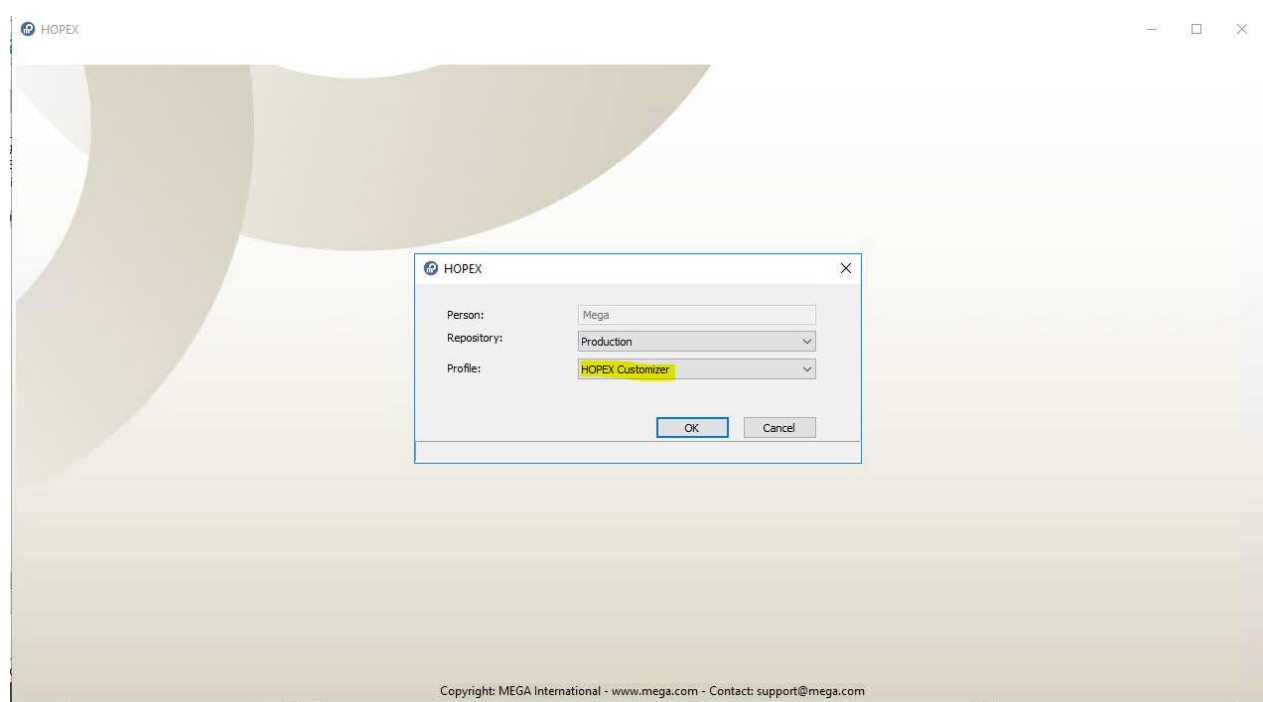 HOPEX
HOPEX
Person: Mega
Repository: Production
Profile: HOPEX Customizer
OK Cancel
Copyright: MEGA International - www.mega.com - Contact: support@mega.com